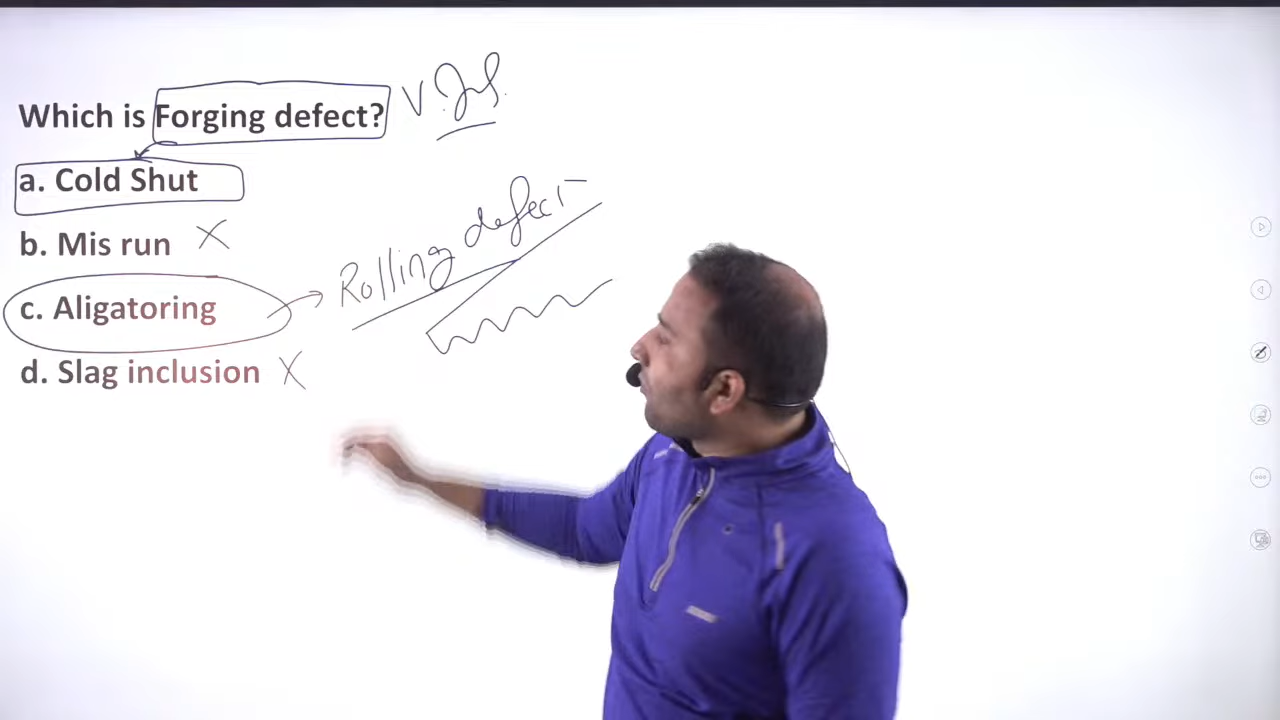 Which is Forging defect? V.Imp.
a. Cold Shut
b. Mis run X
c. Aligatoring → Rolling defect
d. Slag inclusion X